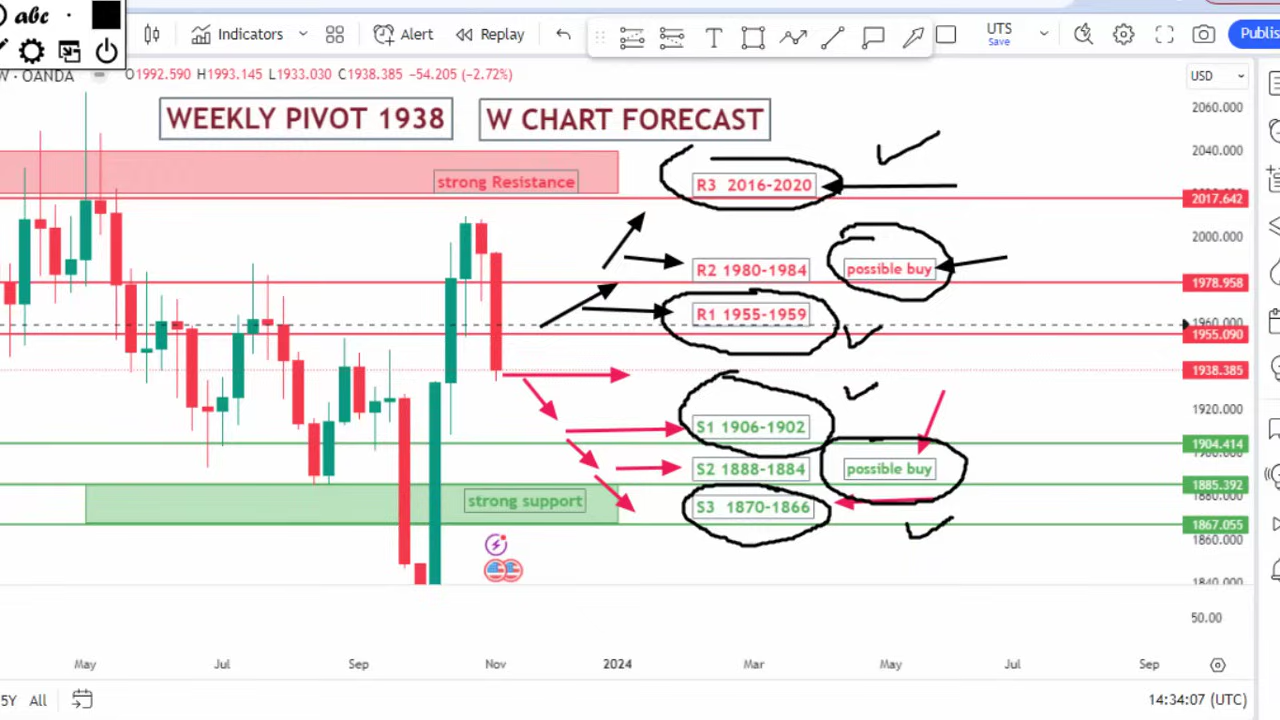 abc
Indicators
Alert
Replay
UTS
Save
W · OANDA
O1992.590 H1993.145 L1933.030 C1938.385 −54.205 (−2.72%)
USD
WEEKLY PIVOT 1938
W CHART FORECAST
2060.000
2040.000
strong Resistance
R3 2016-2020
2017.642
2000.000
R2 1980-1984
possible buy
1978.958
R1 1955-1959
1960.000
1955.090
1938.385
1920.000
S1 1906-1902
1904.414
S2 1888-1884
possible buy
1885.392
1880.000
strong support
S3 1870-1866
1867.055
1860.000
1840.000
50.00
May
Jul
Sep
Nov
2024
Mar
May
Jul
Sep
5Y
All
14:34:07 (UTC)